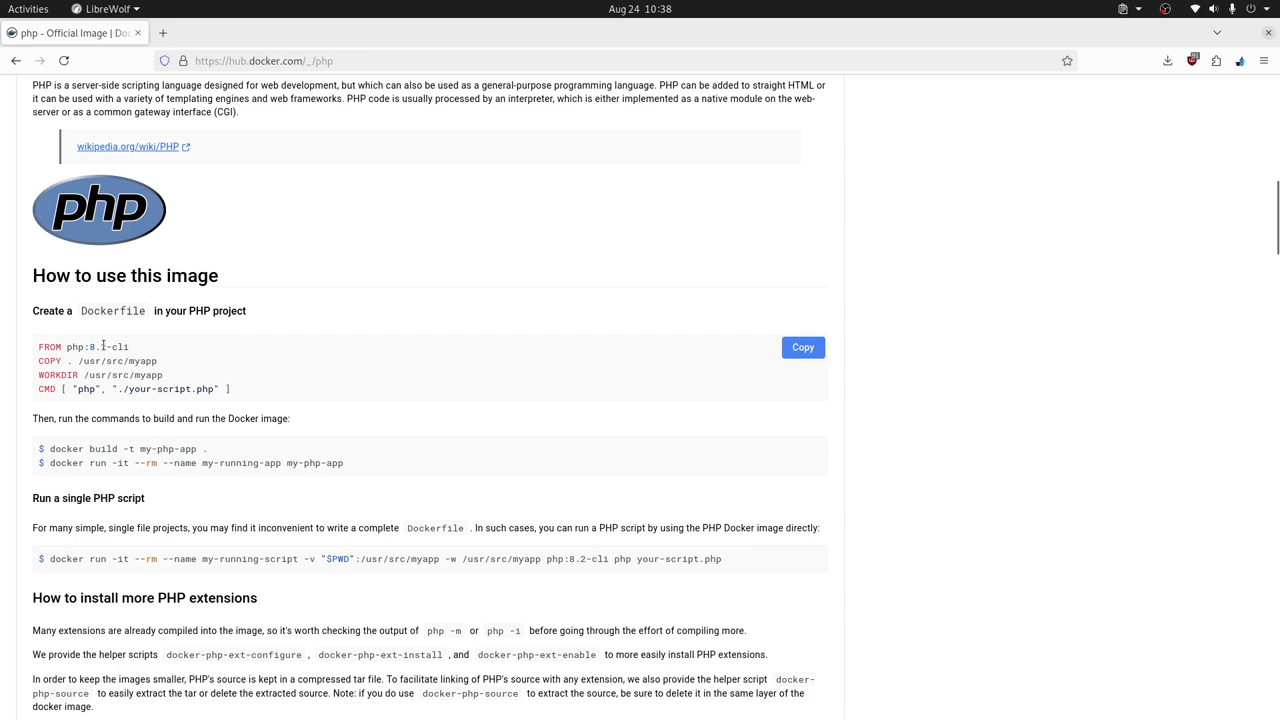 Activities
LibreWolf
Aug 24 10:38
php - Official Image | Doc
https://hub.docker.com/_/php
PHP is a server-side scripting language designed for web development, but which can also be used as a general-purpose programming language. PHP can be added to straight HTML or
it can be used with a variety of templating engines and web frameworks. PHP code is usually processed by an interpreter, which is either implemented as a native module on the web-
server or as a common gateway interface (CGI).
wikipedia.org/wiki/PHP
php
How to use this image
Create a Dockerfile in your PHP project
FROM php:8.2-cli
Copy
COPY . /usr/src/myapp
WORKDIR /usr/src/myapp
CMD [ "php", "./your-script.php" ]
Then, run the commands to build and run the Docker image:
$ docker build -t my-php-app .
$ docker run -it --rm --name my-running-app my-php-app
Run a single PHP script
For many simple, single file projects, you may find it inconvenient to write a complete Dockerfile . In such cases, you can run a PHP script by using the PHP Docker image directly:
$ docker run -it --rm --name my-running-script -v "$PWD":/usr/src/myapp -w /usr/src/myapp php:8.2-cli php your-script.php
How to install more PHP extensions
Many extensions are already compiled into the image, so it's worth checking the output of php -m or php -i before going through the effort of compiling more.
We provide the helper scripts docker-php-ext-configure , docker-php-ext-install , and docker-php-ext-enable to more easily install PHP extensions.
In order to keep the images smaller, PHP's source is kept in a compressed tar file. To facilitate linking of PHP's source with any extension, we also provide the helper script docker-
php-source to easily extract the tar or delete the extracted source. Note: if you do use docker-php-source to extract the source, be sure to delete it in the same layer of the
docker image.